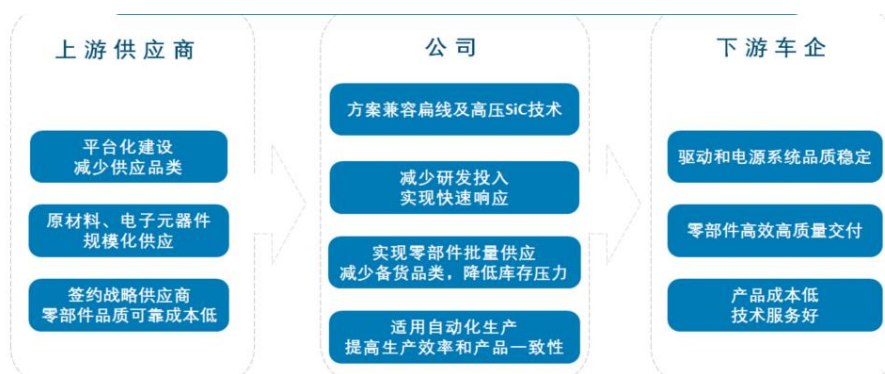 上游供应商
平台化建设
减少供应品类
原材料、电子元器件
规模化供应
签约战略供应商
零部件品质可靠成本低
公司
方案兼容扁线及高压SiC技术
减少研发投入
实现快速响应
实现零部件批量供应
减少备货品类，降低库存压力
适用自动化生产
提高生产效率和产品一致性
下游车企
驱动和电源系统品质稳定
零部件高效高质量交付
产品成本低
技术服务好